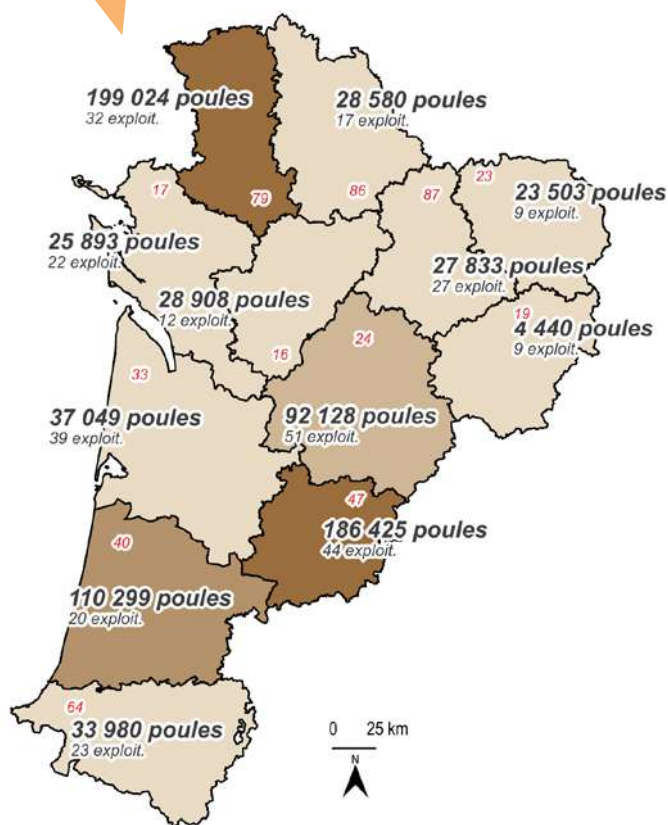 199 024 poules
32 exploit.
28 580 poules
17 exploit.
17
79
86
87
23
23 503 poules
9 exploit.
25 893 poules
22 exploit.
27 833 poules
27 exploit.
28 908 poules
12 exploit.
19
4 440 poules
9 exploit.
16
24
33
37 049 poules
39 exploit.
92 128 poules
51 exploit.
47
186 425 poules
44 exploit.
40
110 299 poules
20 exploit.
64
33 980 poules
23 exploit.
0 25 km
N